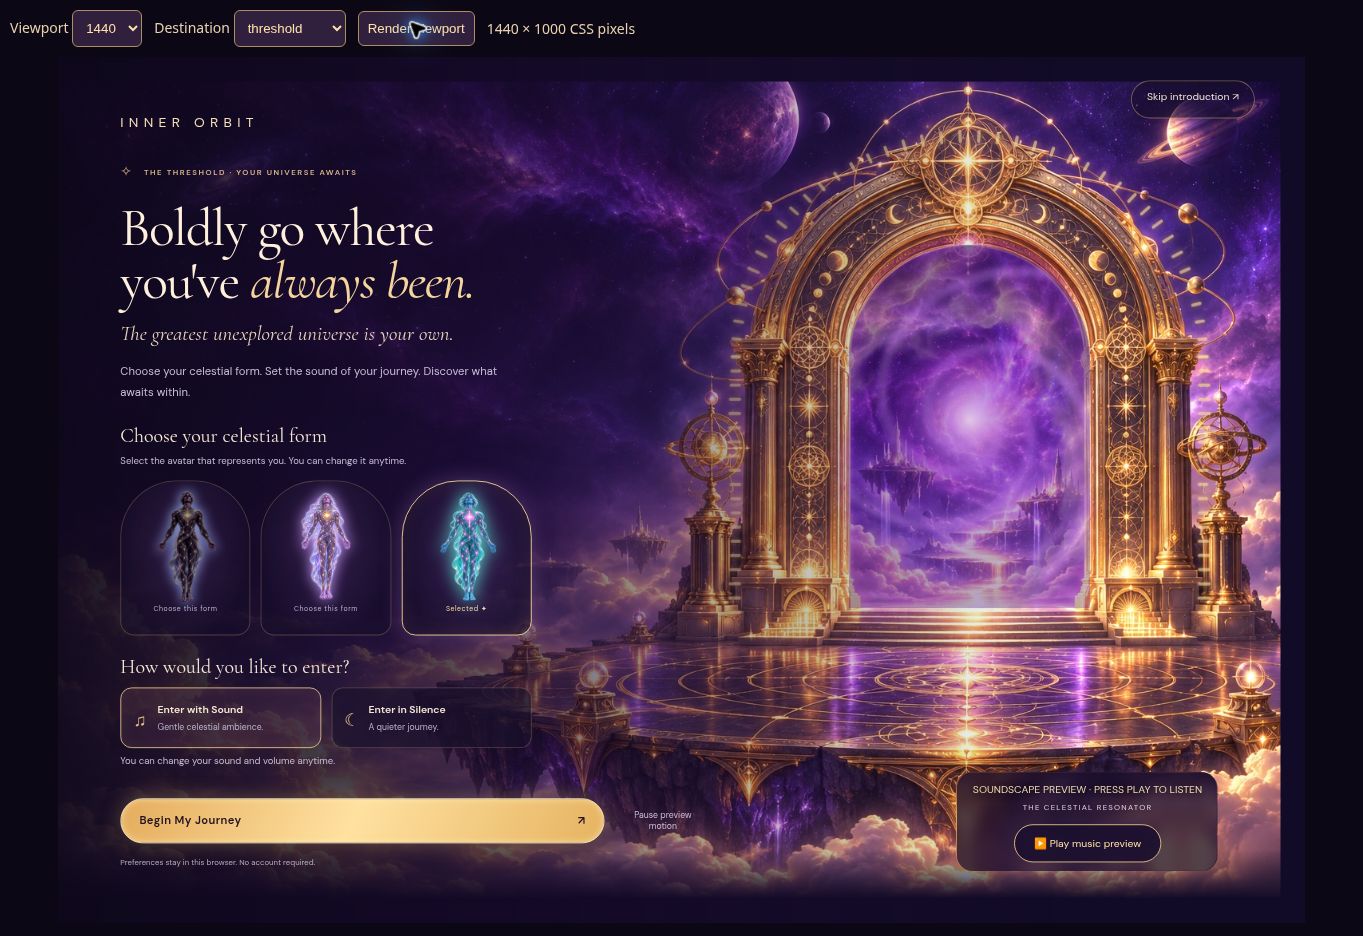 Viewport 1440 Destination threshold Render viewport 1440 × 1000 CSS pixels
Skip introduction ↗
INNER ORBIT
✧ THE THRESHOLD · YOUR UNIVERSE AWAITS
Boldly go where
you've always been.
The greatest unexplored universe is your own.
Choose your celestial form. Set the sound of your journey. Discover what
awaits within.
Choose your celestial form
Select the avatar that represents you. You can change it anytime.
Choose this form
Choose this form
Selected ✦
How would you like to enter?
♫ Enter with Sound
Gentle celestial ambience.
☾ Enter in Silence
A quieter journey.
You can change your sound and volume anytime.
Begin My Journey ↗
Pause preview
motion
Preferences stay in this browser. No account required.
SOUNDSCAPE PREVIEW · PRESS PLAY TO LISTEN
THE CELESTIAL RESONATOR
▶ Play music preview